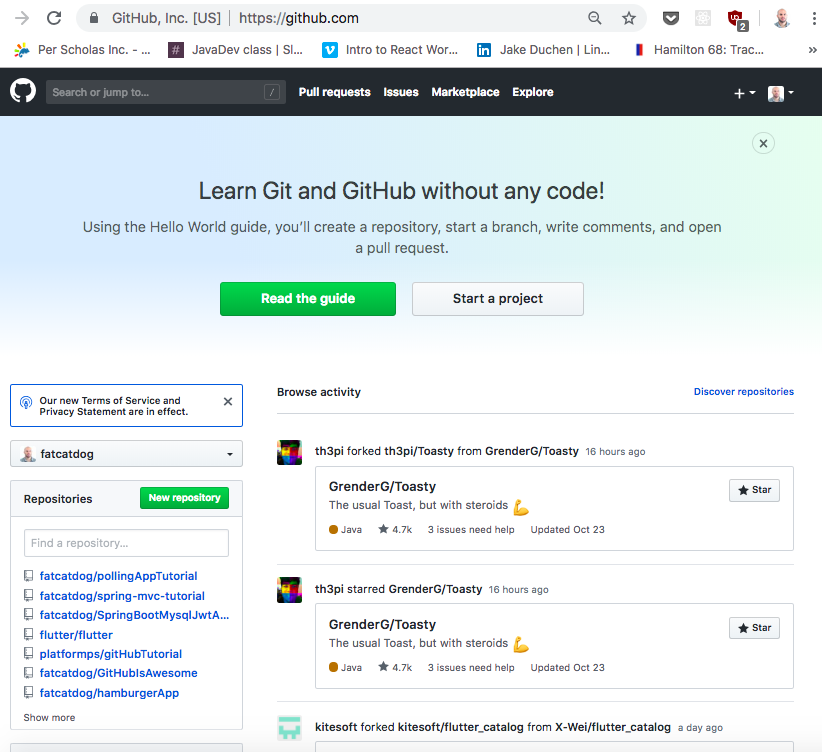 GitHub, Inc. [US] | https://github.com
2
Per Scholas Inc. - ...
# JavaDev class | Sl...
Intro to React Wor...
Jake Duchen | Lin...
Hamilton 68: Trac...
»
Search or jump to... /
Pull requests Issues Marketplace Explore
Learn Git and GitHub without any code!
Using the Hello World guide, you’ll create a repository, start a branch, write comments, and open
a pull request.
Read the guide
Start a project
Our new Terms of Service and
Privacy Statement are in effect.
fatcatdog
Repositories
New repository
Find a repository...
fatcatdog/pollingAppTutorial
fatcatdog/spring-mvc-tutorial
fatcatdog/SpringBootMysqlJwtA...
flutter/flutter
platformps/gitHubTutorial
fatcatdog/GitHubIsAwesome
fatcatdog/hamburgerApp
Show more
Browse activity
Discover repositories
th3pi forked th3pi/Toasty from GrenderG/Toasty 16 hours ago
GrenderG/Toasty
Star
The usual Toast, but with steroids 💪
Java 4.7k 3 issues need help Updated Oct 23
th3pi starred GrenderG/Toasty 16 hours ago
GrenderG/Toasty
Star
The usual Toast, but with steroids 💪
Java 4.7k 3 issues need help Updated Oct 23
kitesoft forked kitesoft/flutter_catalog from X-Wei/flutter_catalog a day ago